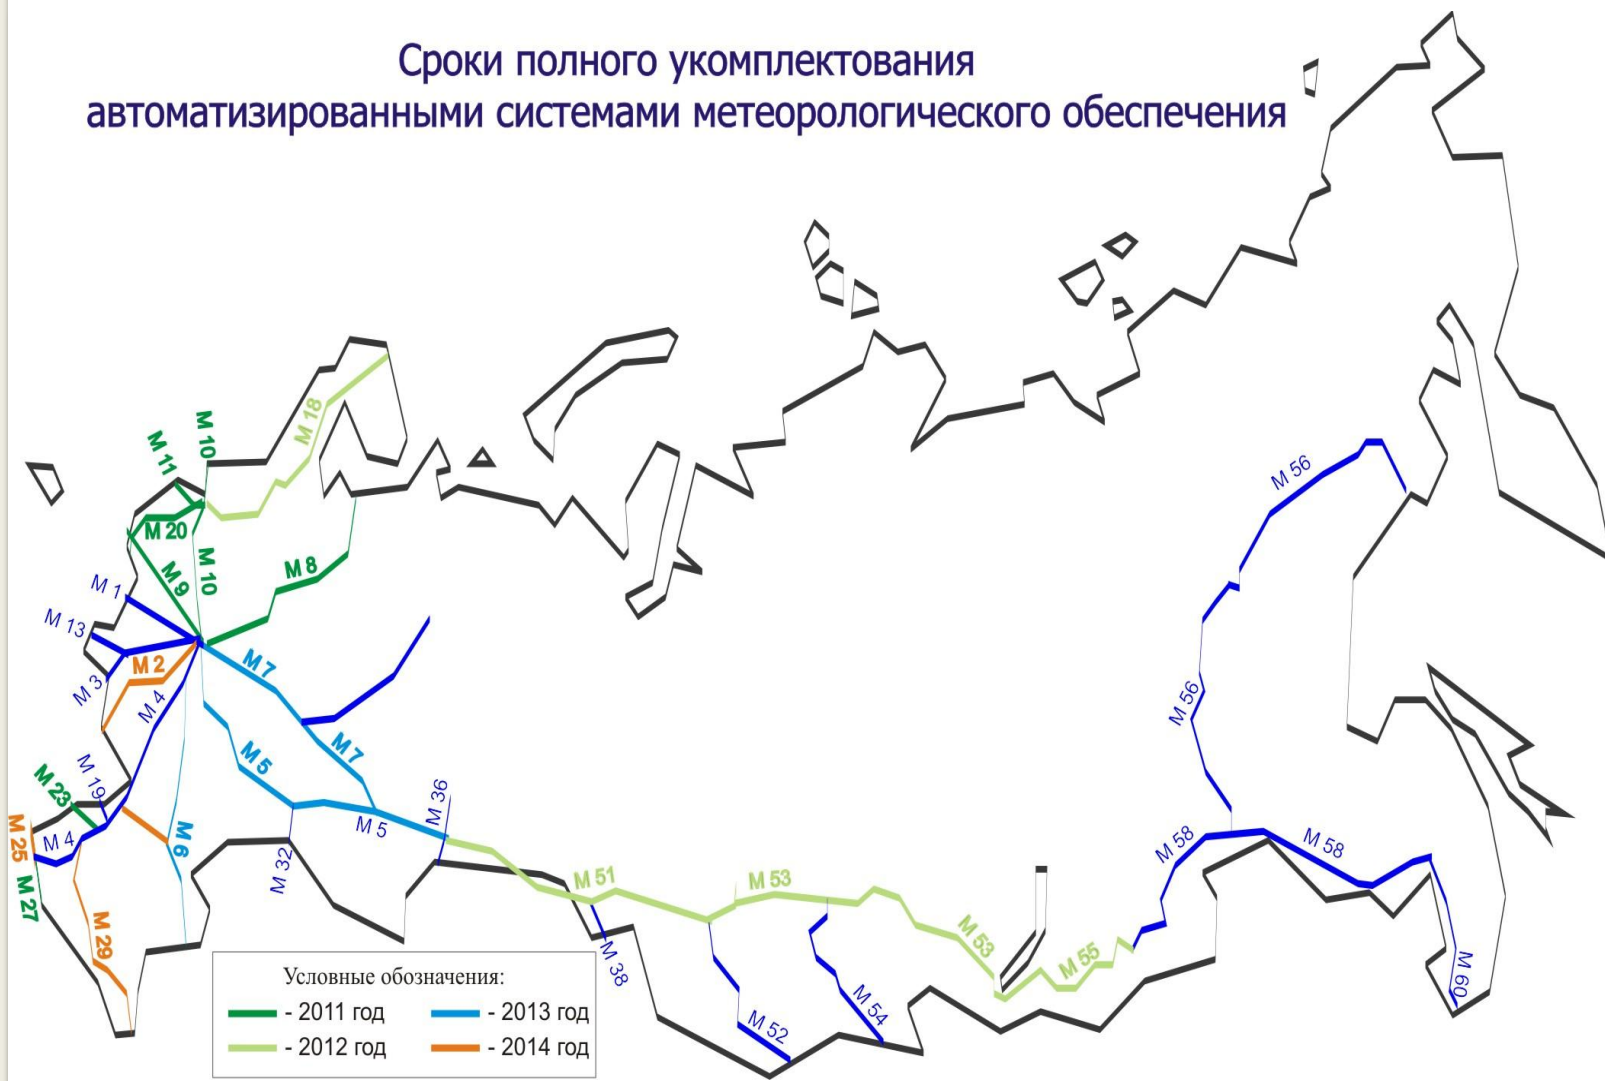 Сроки полного укомплектования
автоматизированными системами метеорологического обеспечения
М 18
М 10
М 11
М 20
М 9
М 10
М 8
М 1
М 13
М 2
М 3
М 4
М 7
М 7
М 5
М 5
М 36
М 19
М 23
М 4
М 25
М 27
М 6
М 29
М 32
М 51
М 53
М 38
М 52
М 54
М 53
М 55
М 56
М 56
М 58
М 58
М 60
Условные обозначения:
- 2011 год
- 2013 год
- 2012 год
- 2014 год